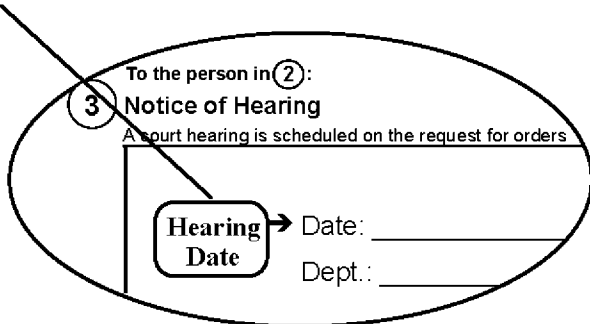 To the person in 2:
3 Notice of Hearing
A court hearing is scheduled on the request for orders
Hearing Date
Date:
Dept.: